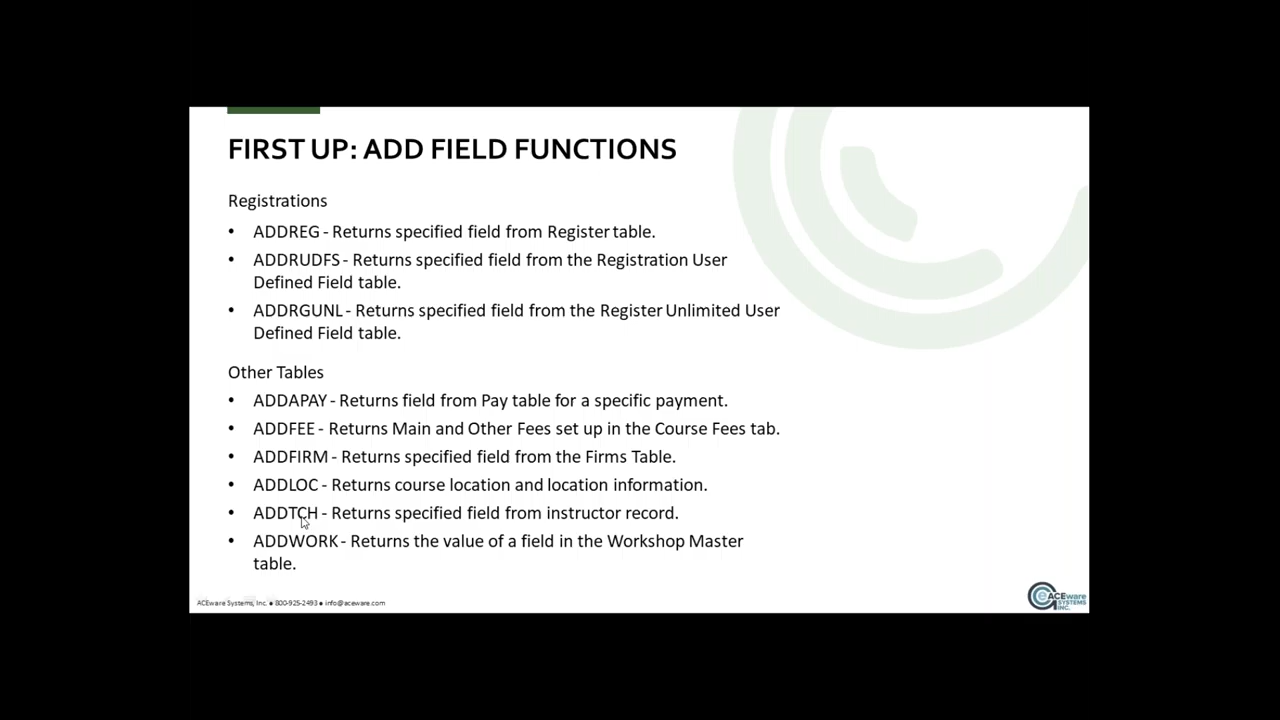 FIRST UP: ADD FIELD FUNCTIONS
Registrations
• ADDREG - Returns specified field from Register table.
• ADDRUDFS - Returns specified field from the Registration User
Defined Field table.
• ADDRGUNL - Returns specified field from the Register Unlimited User
Defined Field table.
Other Tables
• ADDAPAY - Returns field from Pay table for a specific payment.
• ADDFEE - Returns Main and Other Fees set up in the Course Fees tab.
• ADDFIRM - Returns specified field from the Firms Table.
• ADDLOC - Returns course location and location information.
• ADDTCH - Returns specified field from instructor record.
• ADDWORK - Returns the value of a field in the Workshop Master
table.
ACEware Systems, Inc. ● 800-925-2493 ● info@aceware.com
ACEware
SYSTEMS
INC.